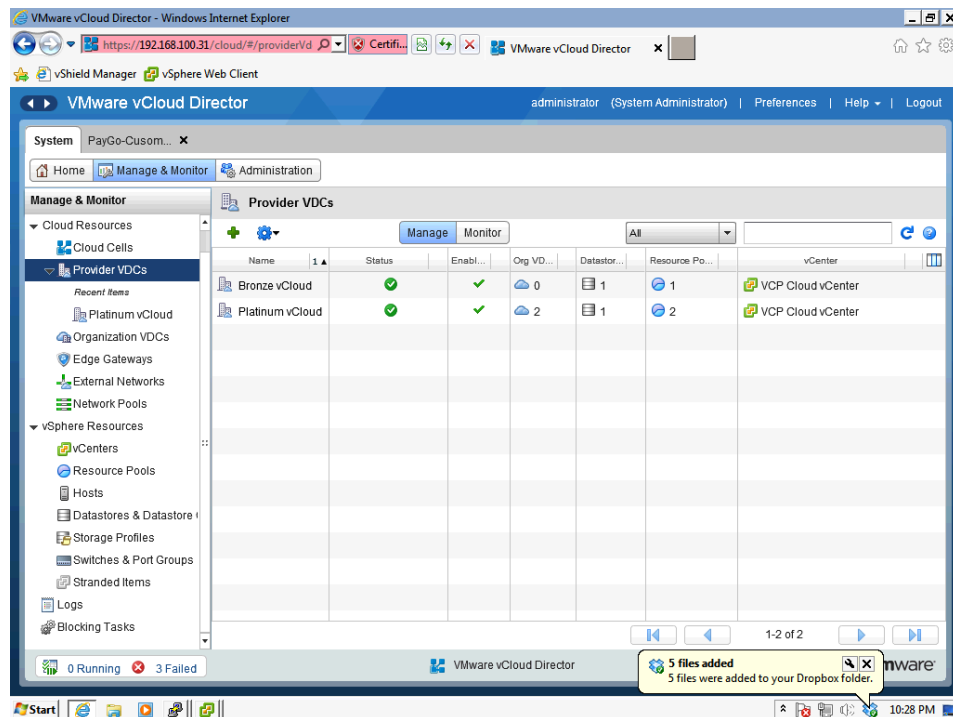 VMware vCloud Director - Windows Internet Explorer
https://192.168.100.31/cloud/#/providerVd
Certifi...
VMware vCloud Director
vShield Manager
vSphere Web Client
VMware vCloud Director
administrator (System Administrator) | Preferences | Help | Logout
System
PayGo-Cusom...
Home
Manage & Monitor
Administration
Manage & Monitor
Provider VDCs
Cloud Resources
Cloud Cells
Provider VDCs
Recent Items
Platinum vCloud
Organization VDCs
Edge Gateways
External Networks
Network Pools
vSphere Resources
vCenters
Resource Pools
Hosts
Datastores & Datastore
Storage Profiles
Switches & Port Groups
Stranded Items
Logs
Blocking Tasks
Manage
Monitor
All
Name 1 Status Enabl... Org VD... Datastor... Resource Po... vCenter
Bronze vCloud 0 1 1 VCP Cloud vCenter
Platinum vCloud 2 1 2 VCP Cloud vCenter
1-2 of 2
0 Running 3 Failed
VMware vCloud Director
mware
5 files added
5 files were added to your Dropbox folder.
Start
10:28 PM